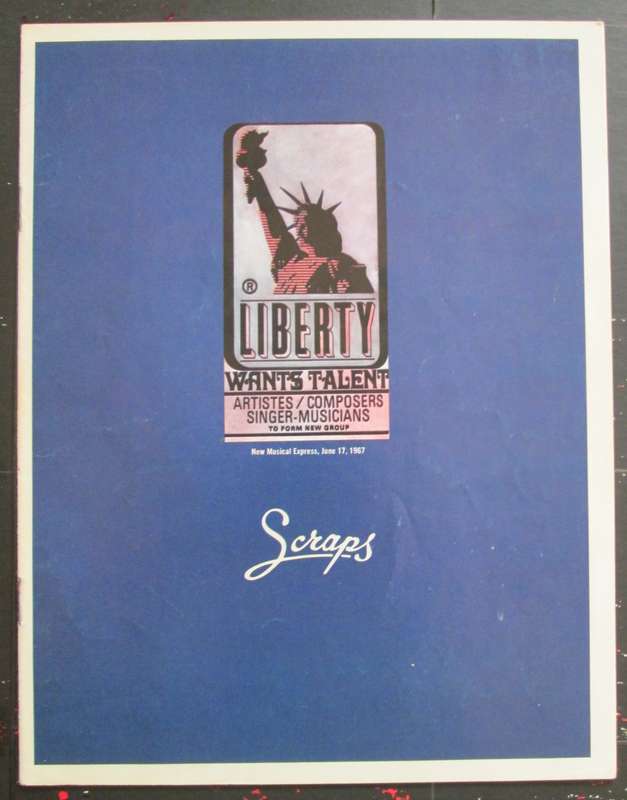 ®
LIBERTY
WANTS TALENT
ARTISTES / COMPOSERS
SINGER-MUSICIANS
TO FORM NEW GROUP
New Musical Express, June 17, 1967
Scraps